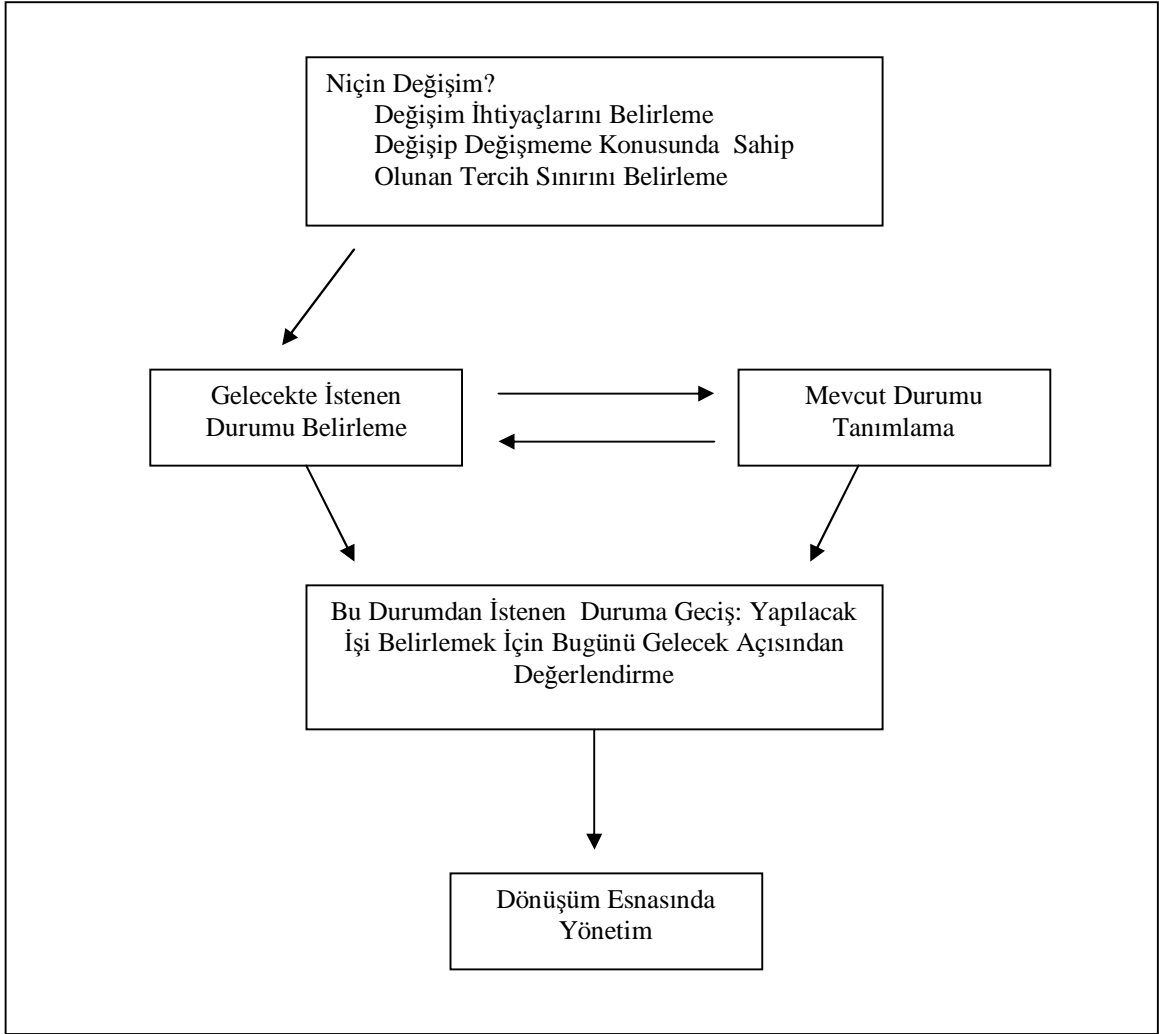 Niçin Değişim?
Değişim İhtiyaçlarını Belirleme
Değişip Değişmeme Konusunda Sahip
Olunan Tercih Sınırını Belirleme
Gelecekte İstenen
Durumu Belirleme
Mevcut Durumu
Tanımlama
Bu Durumdan İstenen Duruma Geciş: Yapılacak
İşi Belirlemek İçin Bugünü Gelecek Açısından
Değerlendirme
Dönüşüm Esnasında
Yönetim